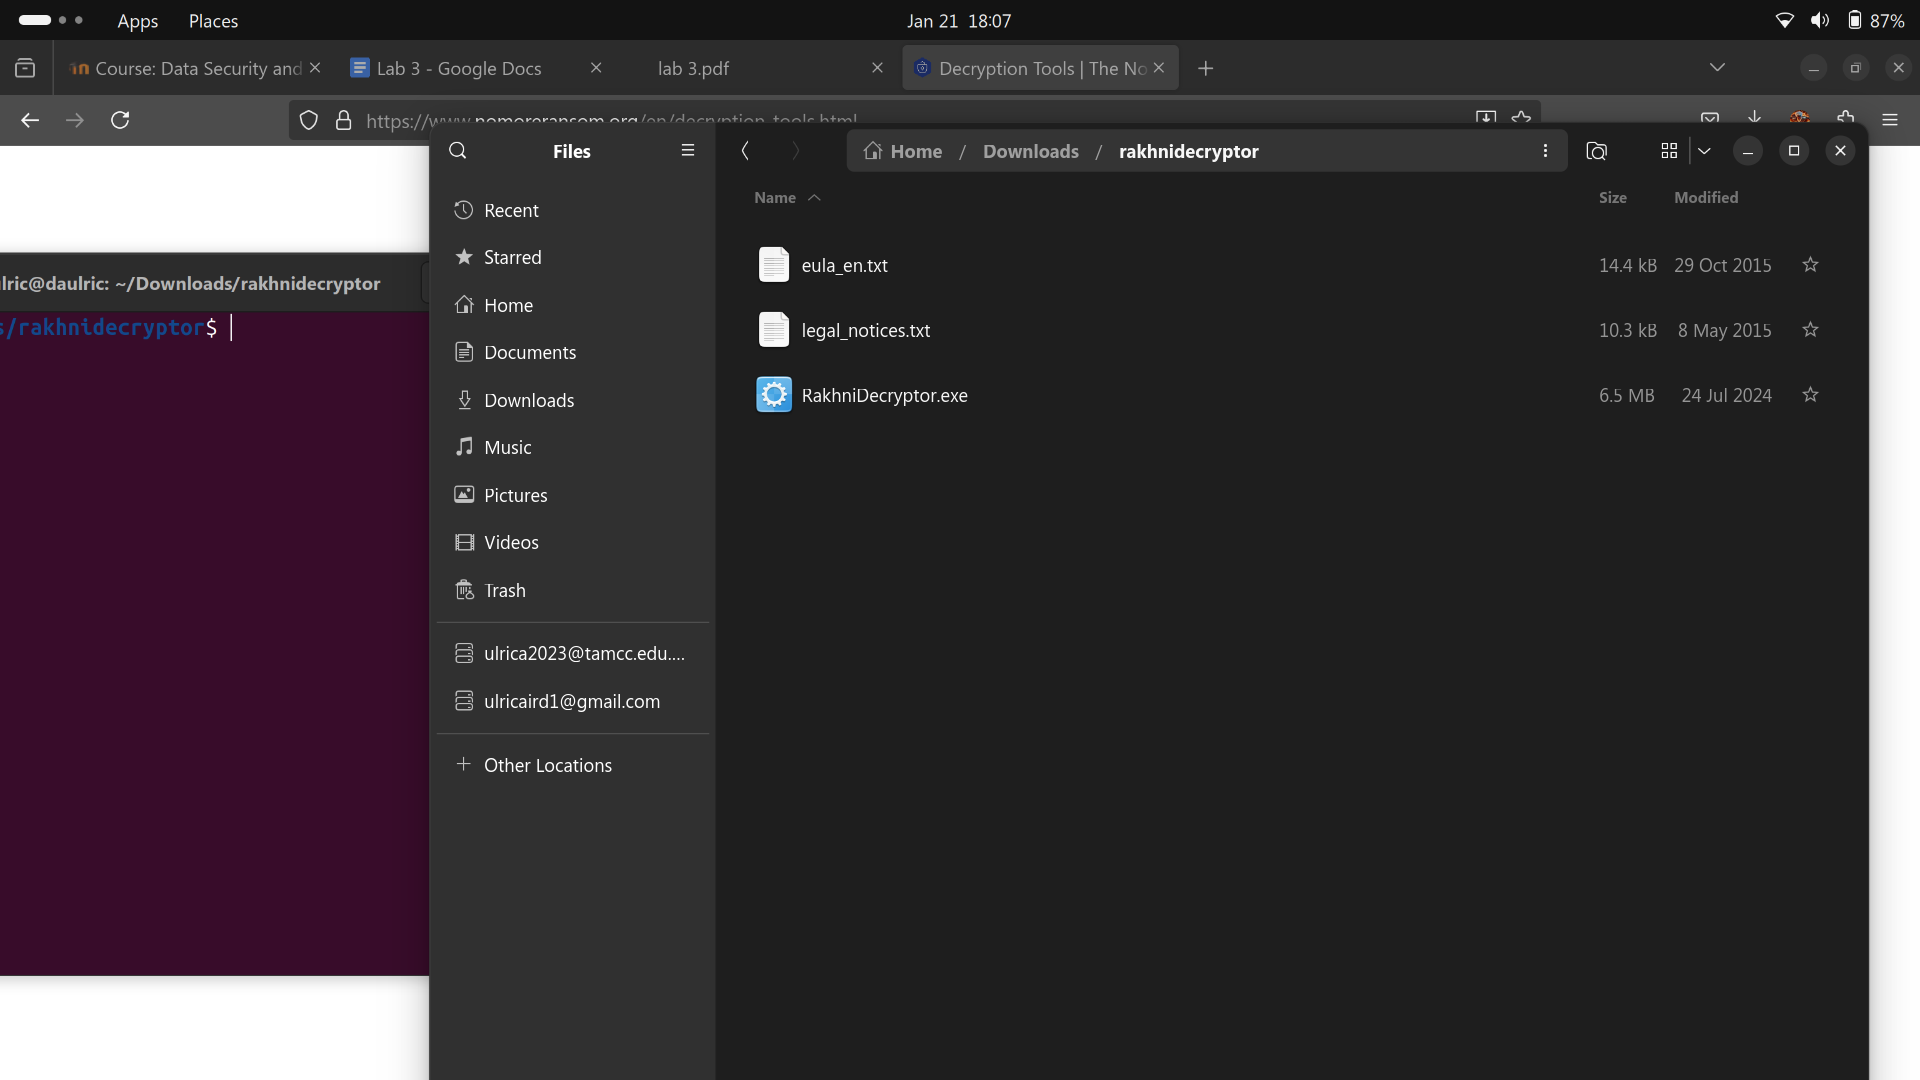 Apps Places Jan 21 18:07 87%
Course: Data Security and Lab 3 - Google Docs lab 3.pdf Decryption Tools | The No
https://www.nomoreransom.org/en/decryption-tools.html
Files Home / Downloads / rakhnidecryptor
Name Size Modified
Recent
Starred
Home
Documents
Downloads
Music
Pictures
Videos
Trash
ulrica2023@tamcc.edu....
ulricaird1@gmail.com
Other Locations
eula_en.txt 14.4 kB 29 Oct 2015
legal_notices.txt 10.3 kB 8 May 2015
RakhniDecryptor.exe 6.5 MB 24 Jul 2024
lric@daulric: ~/Downloads/rakhnidecryptor
s/rakhnidecryptor$